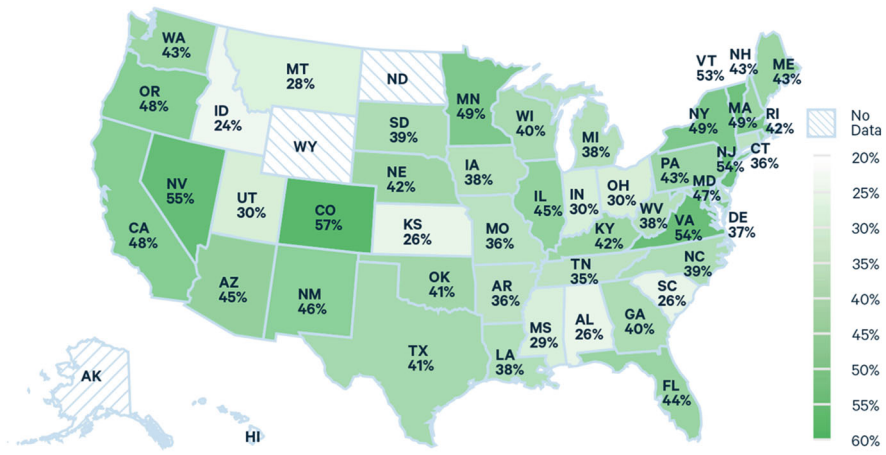 WA
43%
OR
48%
CA
48%
ID
24%
NV
55%
MT
28%
WY
UT
30%
AZ
45%
CO
57%
NM
46%
ND
SD
39%
NE
42%
KS
26%
OK
41%
TX
41%
MN
49%
IA
38%
MO
36%
AR
36%
LA
38%
WI
40%
IL
45%
MI
38%
IN
30%
OH
30%
KY
42%
TN
35%
MS
29%
AL
26%
GA
40%
FL
44%
SC
26%
NC
39%
VA
54%
WV
38%
MD
47%
DE
37%
PA
43%
NJ
54%
NY
49%
CT
36%
RI
42%
MA
49%
VT
53%
NH
43%
ME
43%
AK
HI
No
Data
20%
25%
30%
35%
40%
45%
50%
55%
60%